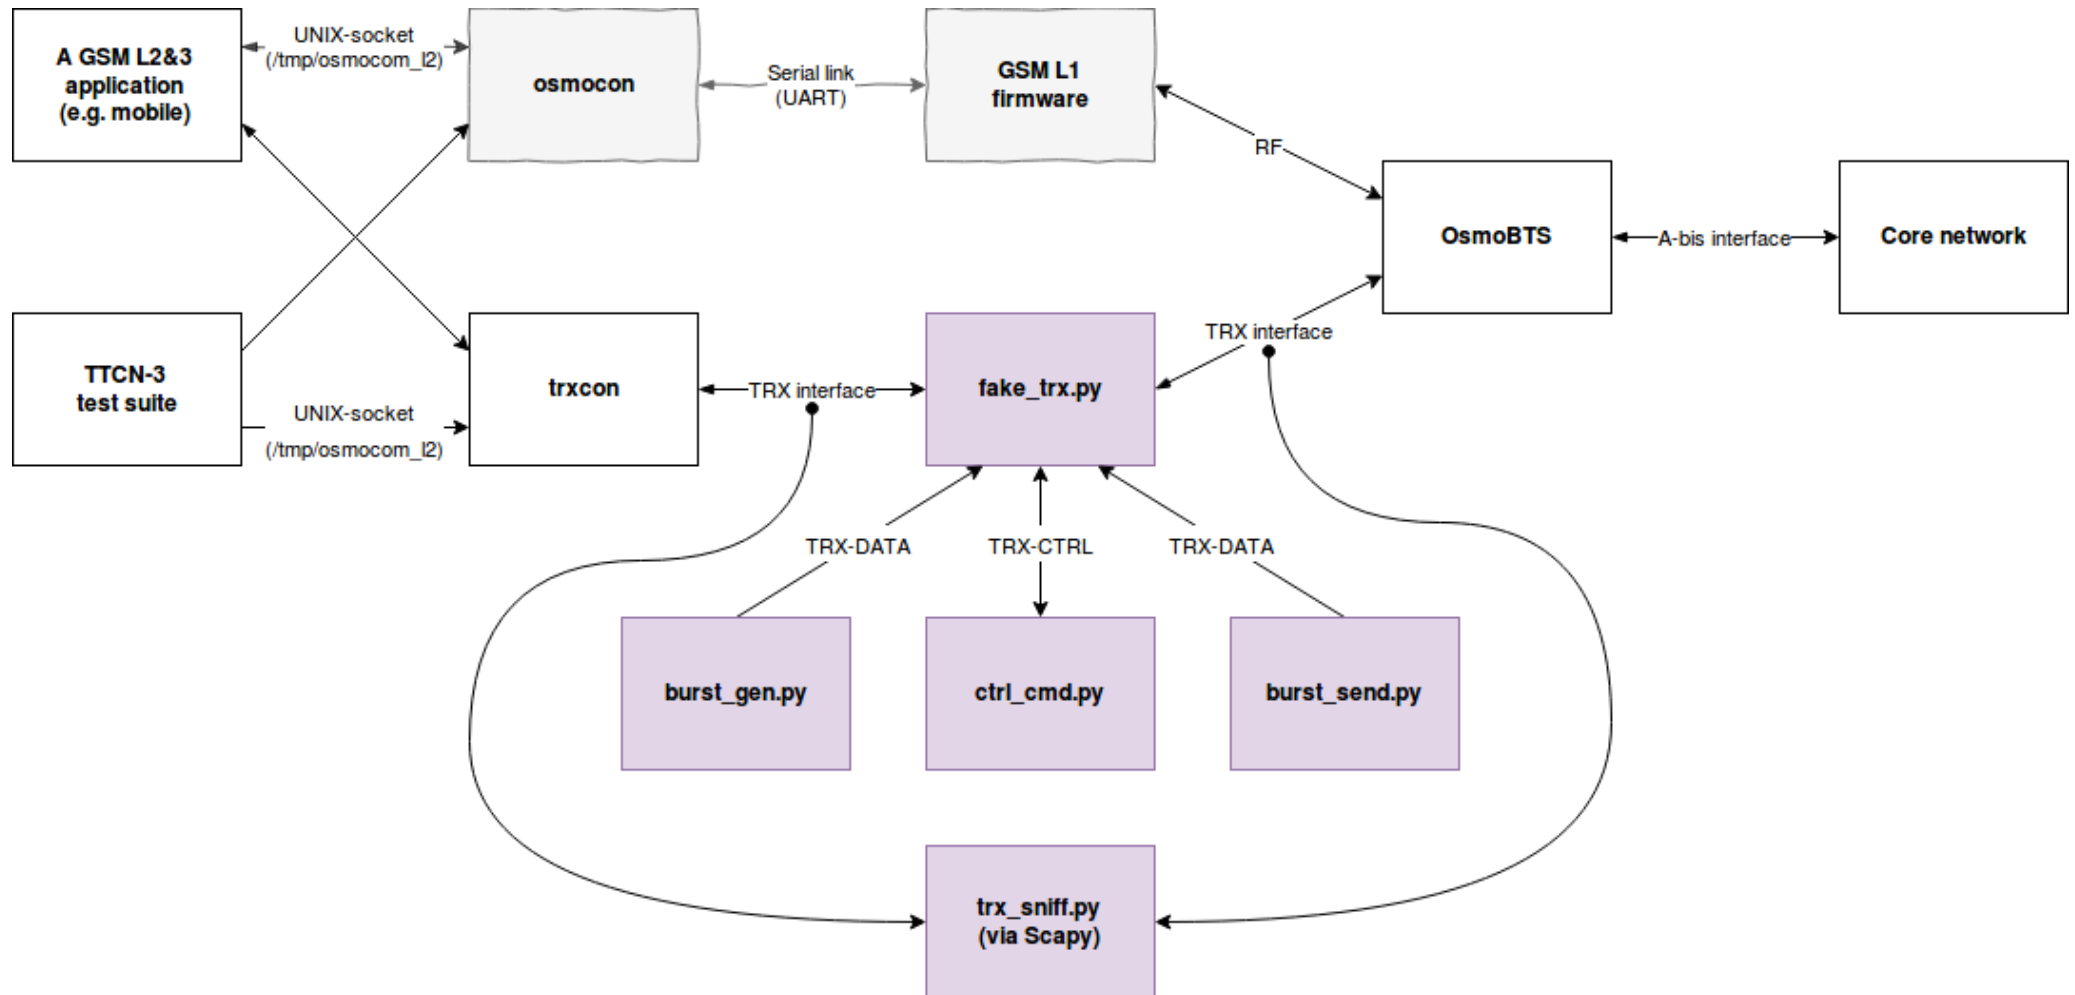 A GSM L2&3
application
(e.g. mobile)
UNIX-socket
(/tmp/osmocom_l2)
osmocon
Serial link
(UART)
GSM L1
firmware
RF
OsmoBTS
A-bis interface
Core network
TTCN-3
test suite
UNIX-socket
(/tmp/osmocom_l2)
trxcon
TRX interface
fake_trx.py
TRX interface
TRX-DATA
TRX-CTRL
TRX-DATA
burst_gen.py
ctrl_cmd.py
burst_send.py
trx_sniff.py
(via Scapy)